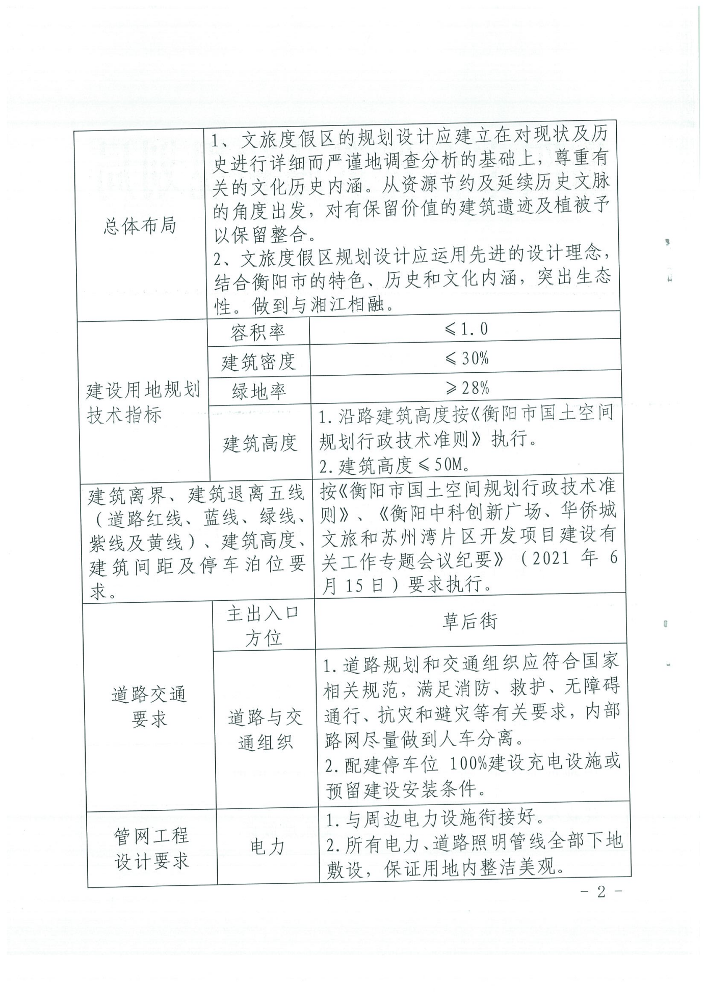 总体布局
1、文旅度假区的规划设计应建立在对现状及历
史进行详细而严谨地调查分析的基础上，尊重有
关的文化历史内涵。从资源节约及延续历史文脉
的角度出发，对有保留价值的建筑遗迹及植被予
以保留整合。
2、文旅度假区规划设计应运用先进的设计理念，
结合衡阳市的特色、历史和文化内涵，突出生态
性。做到与湘江相融。
建设用地规划
技术指标
容积率
≤1.0
建筑密度
≤30%
绿地率
≥28%
建筑高度
1.沿路建筑高度按《衡阳市国土空间
规划行政技术准则》执行。
2.建筑高度≤50M。
建筑离界、建筑退离五线
（道路红线、蓝线、绿线、
紫线及黄线）、建筑高度、
建筑间距及停车泊位要
求。
按《衡阳市国土空间规划行政技术准
则》、《衡阳中科创新广场、华侨城
文旅和苏州湾片区开发项目建设有
关工作专题会议纪要》（2021 年 6
月 15 日）要求执行。
道路交通
要求
主出入口
方位
草后街
道路与交
通组织
1.道路规划和交通组织应符合国家
相关规范，满足消防、救护、无障碍
通行、抗灾和避灾等有关要求，内部
路网尽量做到人车分离。
2.配建停车位 100%建设充电设施或
预留建设安装条件。
管网工程
设计要求
电力
1.与周边电力设施衔接好。
2.所有电力、道路照明管线全部下地
敷设，保证用地内整洁美观。
- 2 -